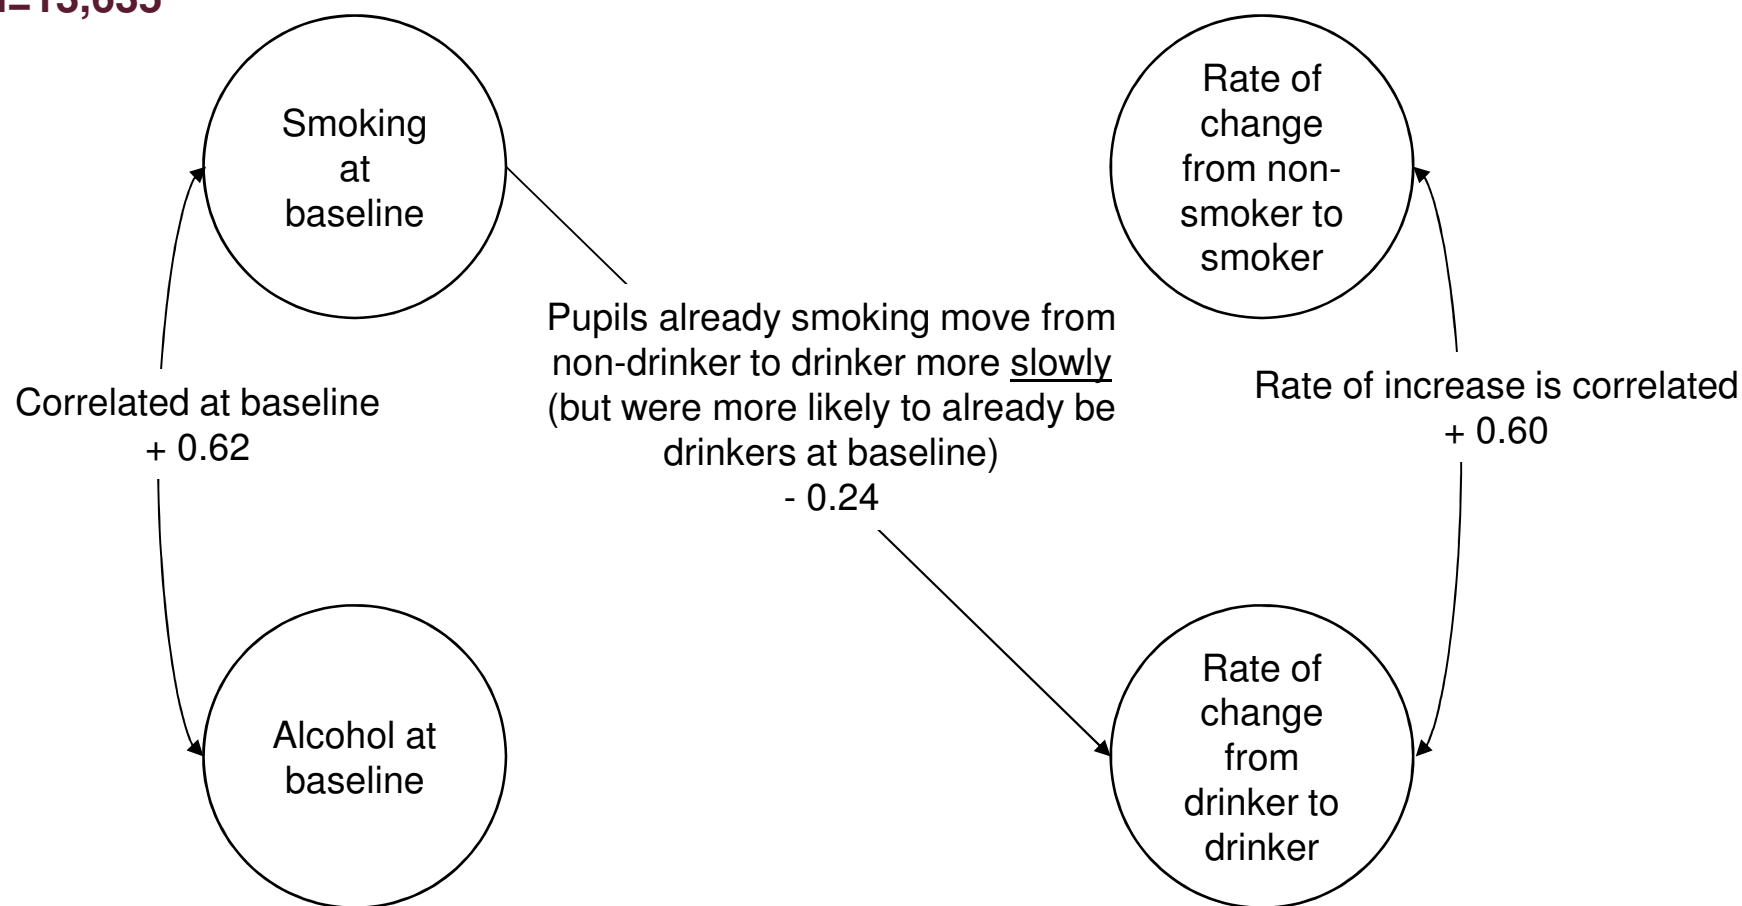 n=13,635
Smoking
at
baseline
Rate of
change
from non-
smoker to
smoker
Pupils already smoking move from
non-drinker to drinker more slowly
(but were more likely to already be
drinkers at baseline)
- 0.24
Correlated at baseline
+ 0.62
Rate of increase is correlated
+ 0.60
Alcohol at
baseline
Rate of
change
from
drinker to
drinker